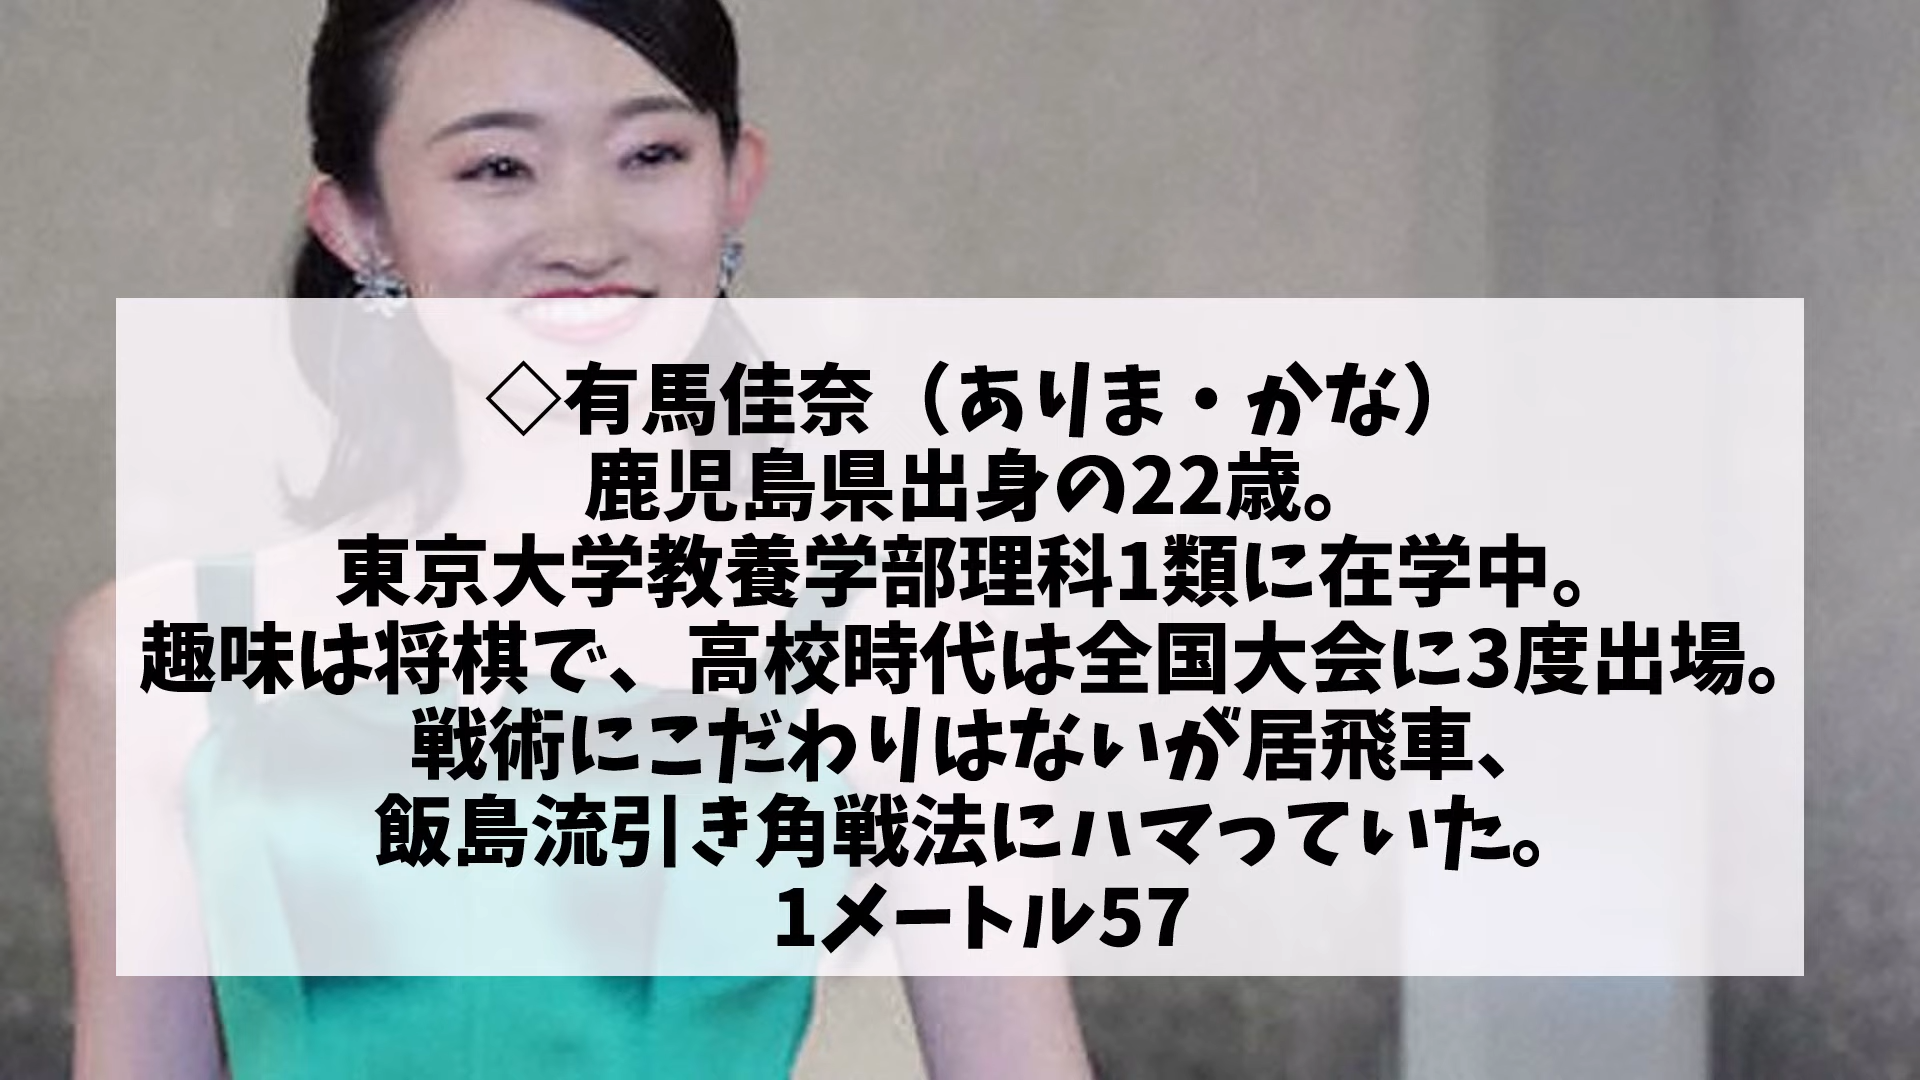 ◇有馬佳奈（ありま・かな）
鹿児島県出身の22歳。
東京大学教養学部理科1類に在学中。
趣味は将棋で、高校時代は全国大会に3度出場。
戦術にこだわりはないが居飛車、
飯島流引き角戦法にハマっていた。
1メートル57